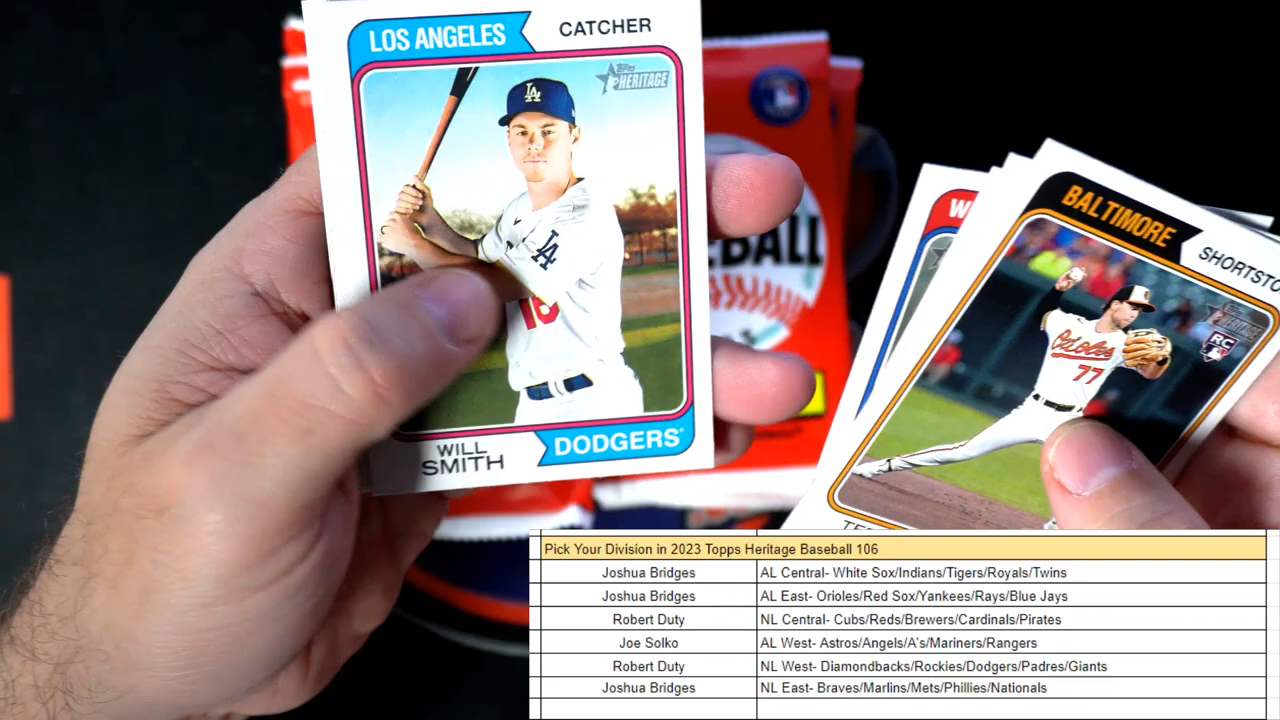 LOS ANGELES
CATCHER
Topps
HERITAGE
LA
LA
16
WILL
SMITH
DODGERS
BALTIMORE
HERITAGE
RC
Orioles
77
Pick Your Division in 2023 Topps Heritage Baseball 106
Joshua Bridges AL Central- White Sox/Indians/Tigers/Royals/Twins
Joshua Bridges AL East- Orioles/Red Sox/Yankees/Rays/Blue Jays
Robert Duty NL Central- Cubs/Reds/Brewers/Cardinals/Pirates
Joe Solko AL West- Astros/Angels/A's/Mariners/Rangers
Robert Duty NL West- Diamondbacks/Rockies/Dodgers/Padres/Giants
Joshua Bridges NL East- Braves/Marlins/Mets/Phillies/Nationals